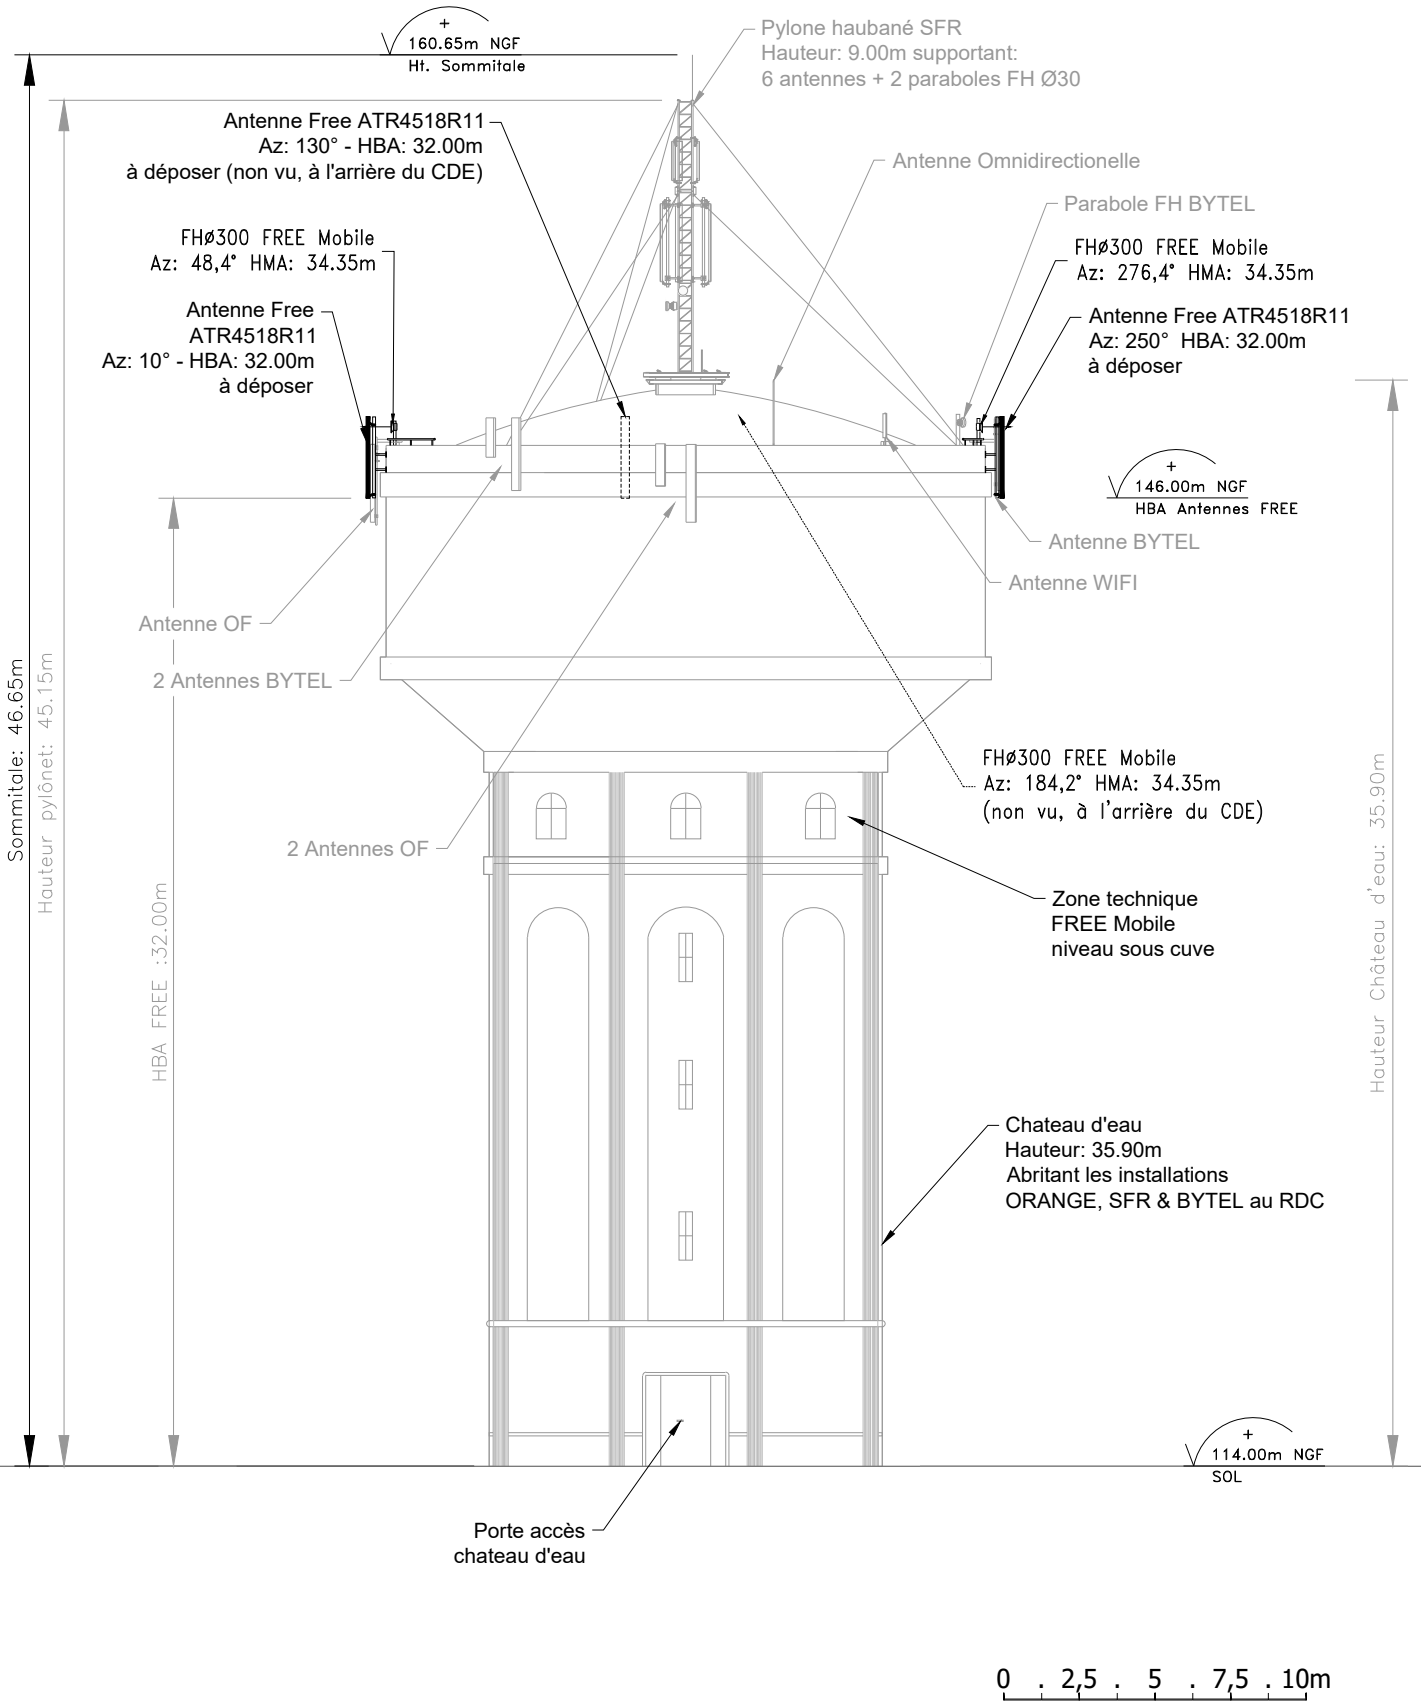 160.65m NGF
Ht. Sommitale
Pylone haubané SFR
Hauteur: 9.00m supportant:
6 antennes + 2 paraboles FH Ø30
Antenne Free ATR4518R11
Az: 130° - HBA: 32.00m
à déposer (non vu, à l'arrière du CDE)
Antenne Omnidirectionelle
Parabole FH BYTEL
FHø300 FREE Mobile
Az: 48,4° HMA: 34.35m
FHø300 FREE Mobile
Az: 276,4° HMA: 34.35m
Antenne Free
ATR4518R11
Az: 10° - HBA: 32.00m
à déposer
Antenne Free ATR4518R11
Az: 250° HBA: 32.00m
à déposer
146.00m NGF
HBA Antennes FREE
Antenne BYTEL
Antenne WIFI
Antenne OF
2 Antennes BYTEL
Sommitale: 46.65m
Hauteur pylônet: 45.15m
HBA FREE :32.00m
Hauteur Château d'eau: 35.90m
FHø300 FREE Mobile
Az: 184,2° HMA: 34.35m
(non vu, à l'arrière du CDE)
2 Antennes OF
Zone technique
FREE Mobile
niveau sous cuve
Chateau d'eau
Hauteur: 35.90m
Abritant les installations
ORANGE, SFR & BYTEL au RDC
114.00m NGF
SOL
Porte accès
chateau d'eau
0 . 2,5 . 5 . 7,5 . 10m